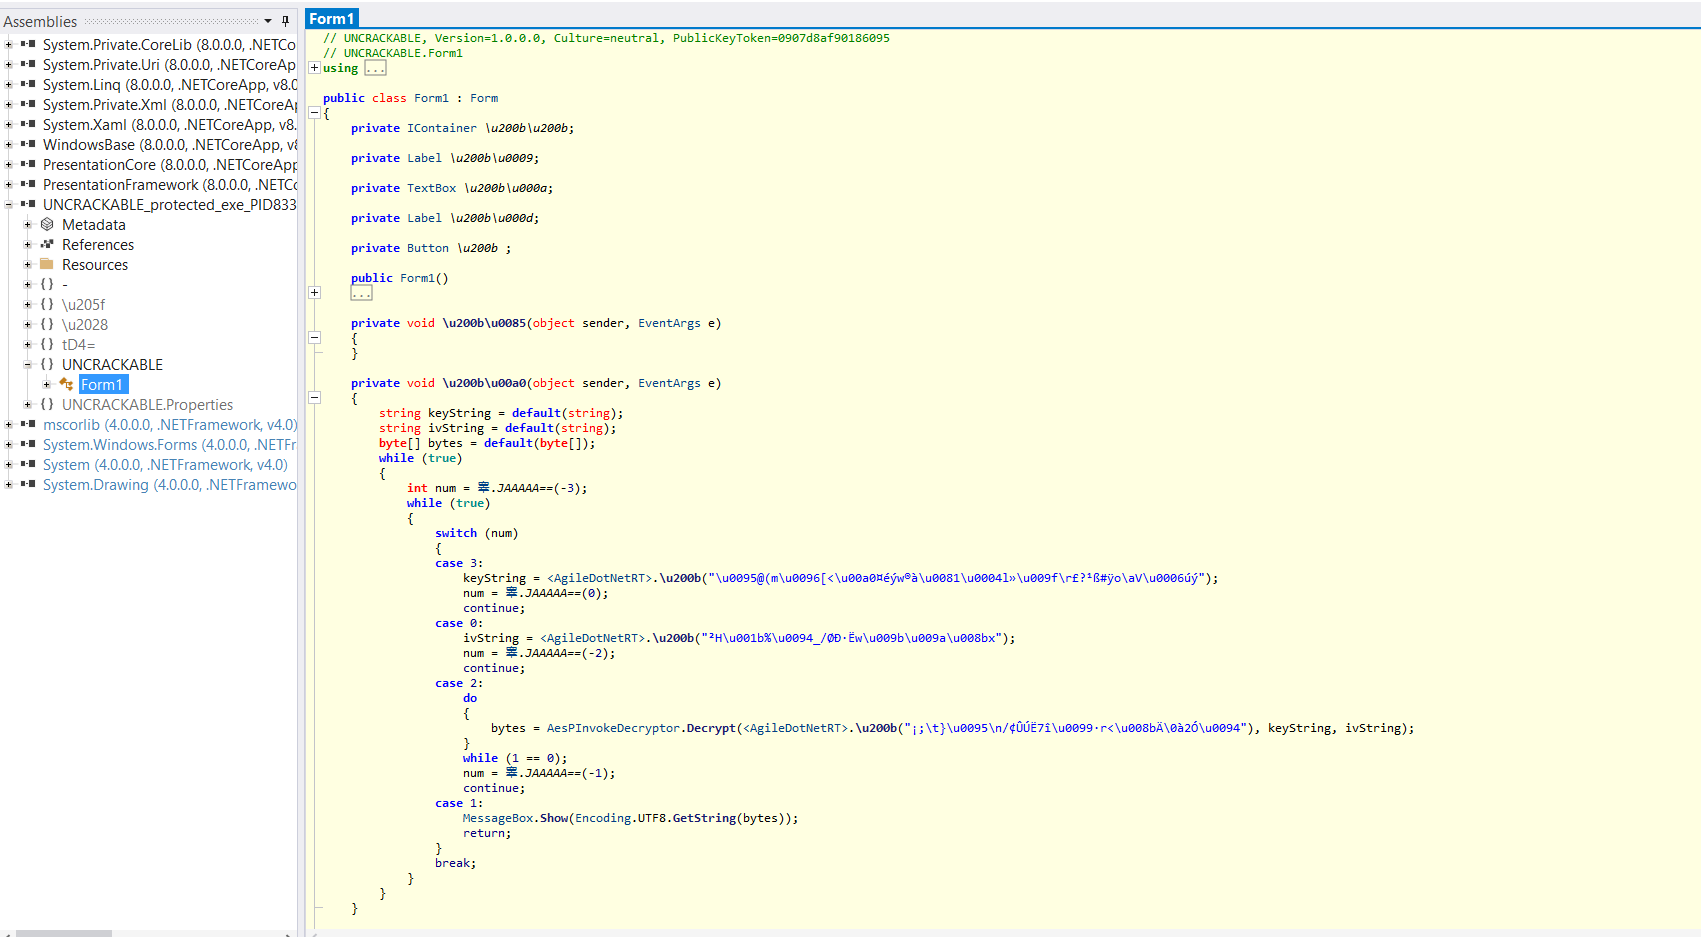 Assemblies
System.Private.CoreLib (8.0.0.0, .NETCo
System.Private.Uri (8.0.0.0, .NETCoreAp
System.Linq (8.0.0.0, .NETCoreApp, v8.0
System.Private.Xml (8.0.0.0, .NETCoreAp
System.Xaml (8.0.0.0, .NETCoreApp, v8.
WindowsBase (8.0.0.0, .NETCoreApp, v8
PresentationCore (8.0.0.0, .NETCoreApp
PresentationFramework (8.0.0.0, .NETCo
UNCRACKABLE_protected_exe_PID833
Metadata
References
Resources
{ } -
{ } \u205f
{ } \u2028
{ } tD4=
{ } UNCRACKABLE
Form1
{ } UNCRACKABLE.Properties
mscorlib (4.0.0.0, .NETFramework, v4.0)
System.Windows.Forms (4.0.0.0, .NETFr
System (4.0.0.0, .NETFramework, v4.0)
System.Drawing (4.0.0.0, .NETFramewo
Form1
// UNCRACKABLE, Version=1.0.0.0, Culture=neutral, PublicKeyToken=0907d8af90186095
// UNCRACKABLE.Form1
using ...
public class Form1 : Form
{
private IContainer \u200b\u200b;
private Label \u200b\u0009;
private TextBox \u200b\u000a;
private Label \u200b\u000d;
private Button \u200b ;
public Form1()
...
private void \u200b\u0085(object sender, EventArgs e)
{
}
private void \u200b\u00a0(object sender, EventArgs e)
{
string keyString = default(string);
string ivString = default(string);
byte[] bytes = default(byte[]);
while (true)
{
int num = .JAAAAA==(-3);
while (true)
{
switch (num)
{
case 3:
keyString = <AgileDotNetRT>.\u200b("\u0095@(m\u0096[<\u00a0¤éýw®à\u0081\u0004l»\u009f\r£?¹ß#ÿo\aV\u0006úý");
num = .JAAAAA==(0);
continue;
case 0:
ivString = <AgileDotNetRT>.\u200b("²H\u001b%\u0094_/ØÐ·Ëw\u009b\u009a\u008bx");
num = .JAAAAA==(-2);
continue;
case 2:
do
{
bytes = AesPInvokeDecryptor.Decrypt(<AgileDotNetRT>.\u200b("¡;\t}\u0095\n/¢ÛÚË7î\u0099·r<\u008bÄ\0à2Ó\u0094"), keyString, ivString);
}
while (1 == 0);
num = .JAAAAA==(-1);
continue;
case 1:
MessageBox.Show(Encoding.UTF8.GetString(bytes));
return;
}
break;
}
}
}